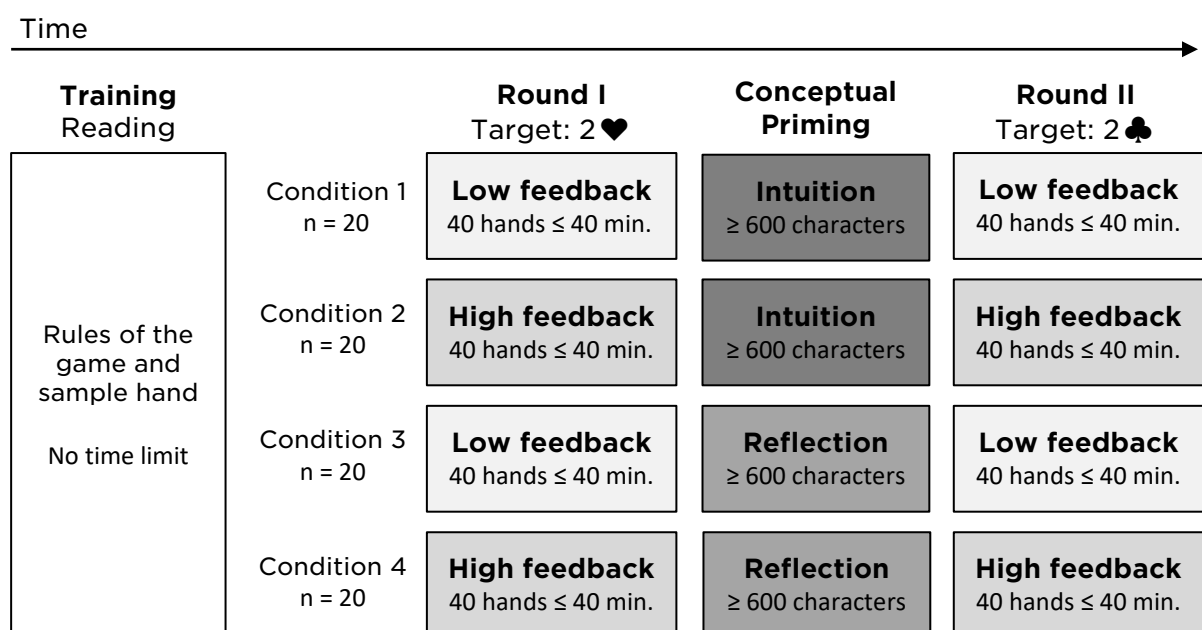 Time
Training
Reading
Round I
Target: 2 ♥
Conceptual
Priming
Round II
Target: 2 ♣
Rules of the
game and
sample hand
No time limit
Condition 1
n = 20
Low feedback
40 hands ≤ 40 min.
Intuition
≥ 600 characters
Low feedback
40 hands ≤ 40 min.
Condition 2
n = 20
High feedback
40 hands ≤ 40 min.
Intuition
≥ 600 characters
High feedback
40 hands ≤ 40 min.
Condition 3
n = 20
Low feedback
40 hands ≤ 40 min.
Reflection
≥ 600 characters
Low feedback
40 hands ≤ 40 min.
Condition 4
n = 20
High feedback
40 hands ≤ 40 min.
Reflection
≥ 600 characters
High feedback
40 hands ≤ 40 min.